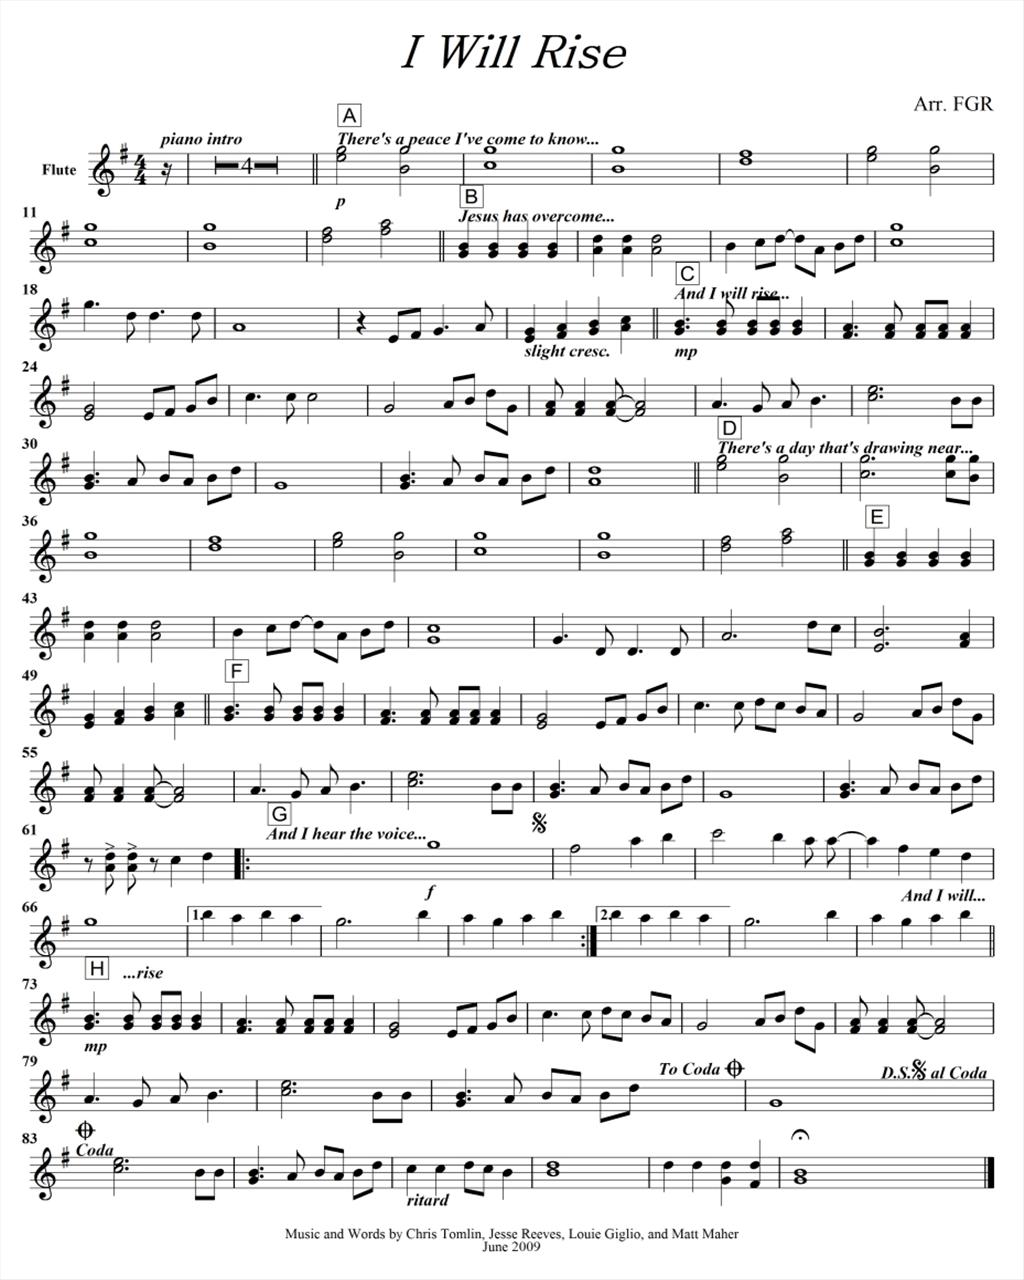 I Will Rise
Arr. FGR
A
piano intro
There's a peace I've come to know...
Flute
4
4
4
p
B
11
Jesus has overcome...
C
18
And I will rise...
slight cresc.
mp
24
D
30
There's a day that's drawing near...
E
36
43
F
49
55
G
61
And I hear the voice...
f
And I will...
66
1.
2.
H
...rise
73
mp
79
To Coda
D.S. al Coda
83
Coda
ritard
Music and Words by Chris Tomlin, Jesse Reeves, Louie Giglio, and Matt Maher
June 2009